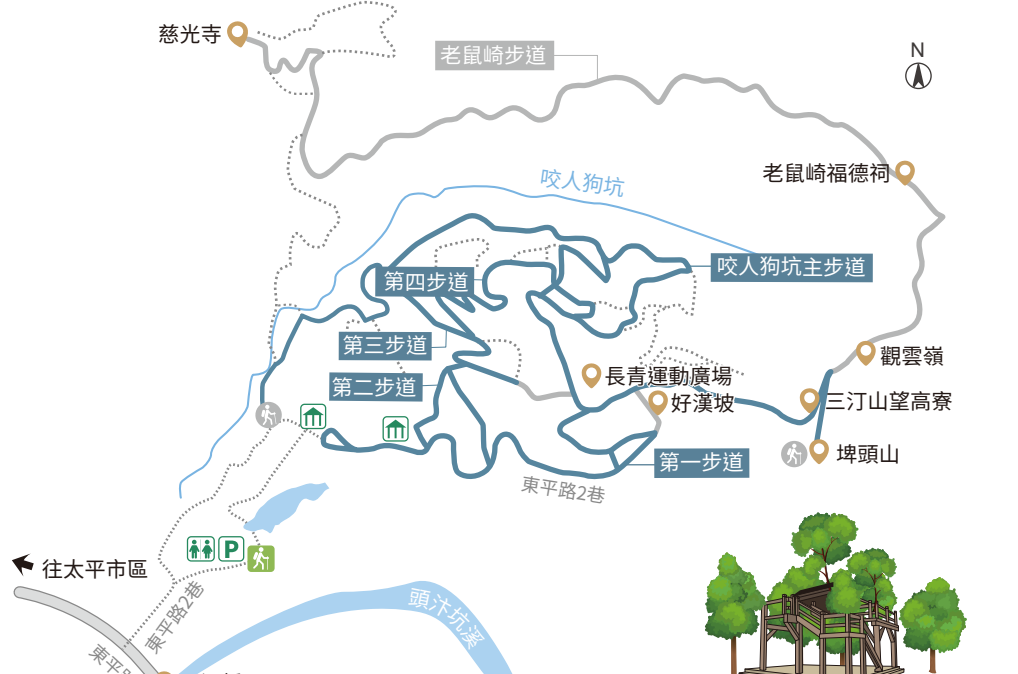 慈光寺
老鼠崎步道
N
老鼠崎福德祠
咬人狗坑
咬人狗坑主步道
第四步道
第三步道
觀雲嶺
第二步道
長青運動廣場
好漢坡
三汀山望高寮
埤頭山
第一步道
東平路2巷
P
往太平市區
東平路2巷
頭汴坑溪
東平路